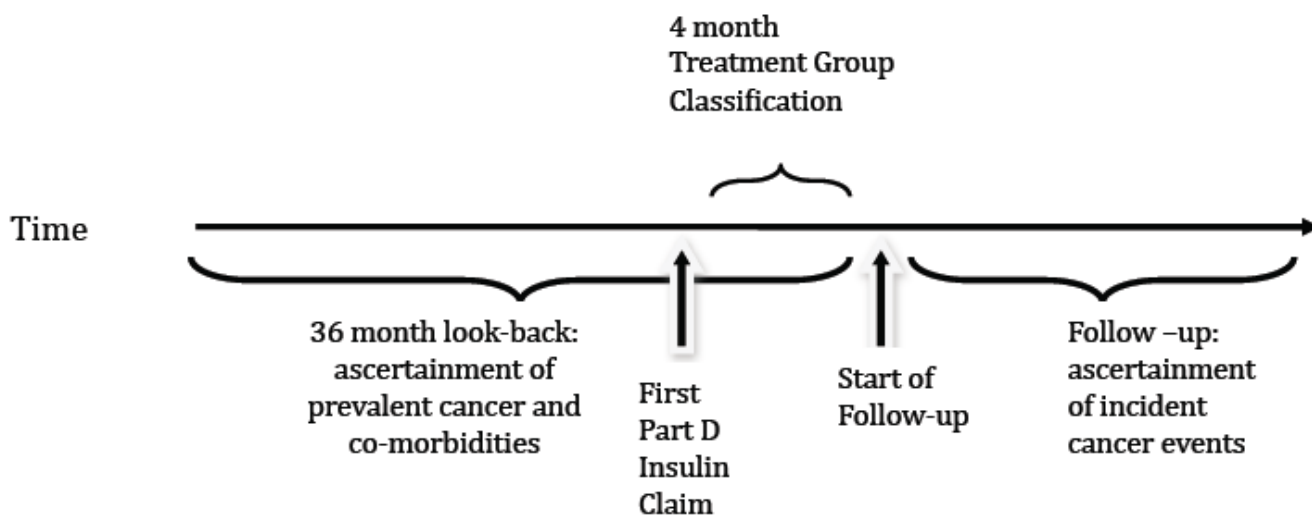 4 month
Treatment Group
Classification
Time
36 month look-back:
ascertainment of
prevalent cancer and
co-morbidities
First
Part D
Insulin
Claim
Start of
Follow-up
Follow –up:
ascertainment
of incident
cancer events